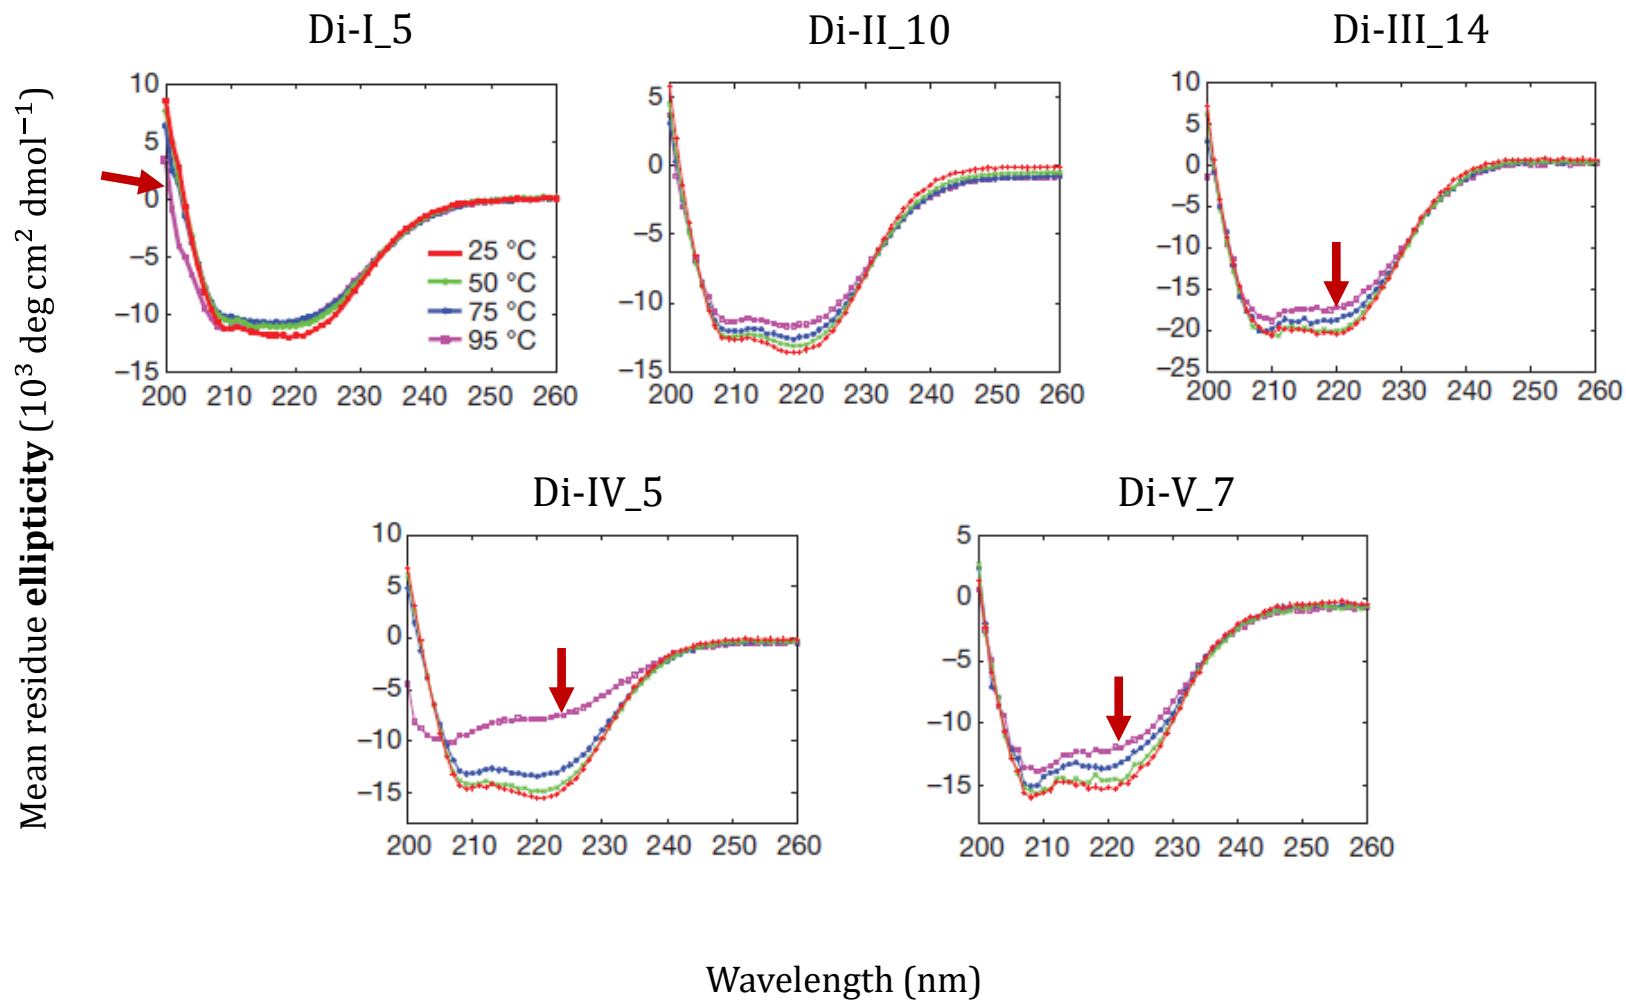 Di-I_5
Di-II_10
Di-III_14
Mean residue ellipticity (10³ deg cm² dmol⁻¹)
10
5
0
−5
−10
−15
200 210 220 230 240 250 260
25 °C
50 °C
75 °C
95 °C
5
0
−5
−10
−15
200 210 220 230 240 250 260
10
5
0
−5
−10
−15
−20
−25
200 210 220 230 240 250 260
Di-IV_5
Di-V_7
10
5
0
−5
−10
−15
200 210 220 230 240 250 260
5
0
−5
−10
−15
200 210 220 230 240 250 260
Wavelength (nm)